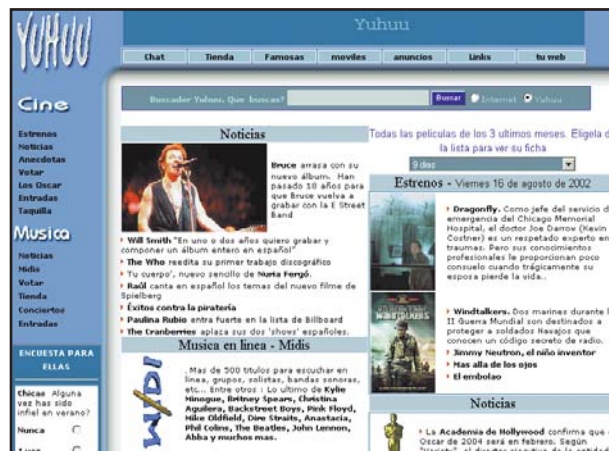 YUHUU
Yuhuu
Chat Tienda Famosas moviles anuncios Links tu web
Buscador Yuhuu. Que buscas? Buscar Internet Yuhuu
Cine
Estrenos
Noticias
Anecdotas
Votar
Los Oscar
Entradas
Taquilla
Musica
Noticias
Midis
Votar
Tienda
Conciertos
Entradas
ENCUESTA PARA
ELLAS
Chicas Alguna
vez has sido
infiel en verano?
Nunca
Noticias
Bruce arrasa con su
nuevo álbum. Han
pasado 18 años para
que Bruce vuelva a
grabar con la E Street
Band
Will Smith "En uno o dos años quiero grabar y
componer un álbum entero en español"
The Who reedita su primer trabajo discográfico
Tu cuerpo', nuevo sencillo de Nuria Fergó.
Raúl canta en español los temas del nuevo filme de
Spielberg
Éxitos contra la piratería
Paulina Rubio entra fuerte en la lista de Billboard
The Cranberries aplaza sus dos 'shows' españoles.
Musica en linea - Midis
MIDI
Mas de 500 titulos para escuchar en
linea, grupos, solistas, bandas sonoras,
etc... Entre otros : Lo ultimo de Kylie
Minogue, Britney Spears, Christina
Aguilera, Backstreet Boys, Pink Floyd,
Mike Oldfield, Dire Straits, Anastacia,
Phil Colins, The Beatles, John Lennon,
Abba y muchos mas.
Todas las peliculas de los 3 ultimos meses. Eligela d
la lista para ver su ficha
9 dias
Estrenos - Viernes 16 de agosto de 2002
Dragonfly. Como jefe del servicio d
emergencia del Chicago Memorial
Hospital, el doctor Joe Darrow (Kevin
Costner) es un respetado experto en
traumas. Pero sus conocimientos
profesionales le proporcionan poco
consuelo cuando trágicamente su
esposa pierde la vida..
WINDTALKERS
Windtalkers. Dos marines durante l
II Guerra Mundial son destinados a
proteger a soldados Navajos que
conocen un código secreto de radio.
Jimmy Neutron, el niño inventor
Mas alla de los ojos
El embolao
Noticias
La Academia de Hollywood confirma que
Oscar de 2004 será en febrero. Según